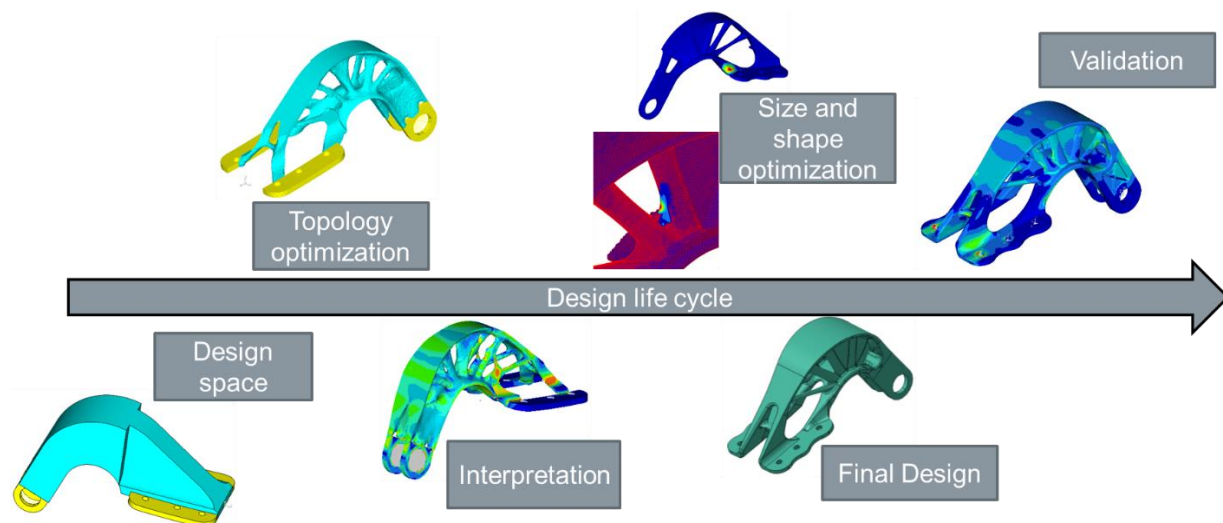 Validation
Size and
shape
optimization
Topology
optimization
Design life cycle
Design
space
Interpretation
Final Design